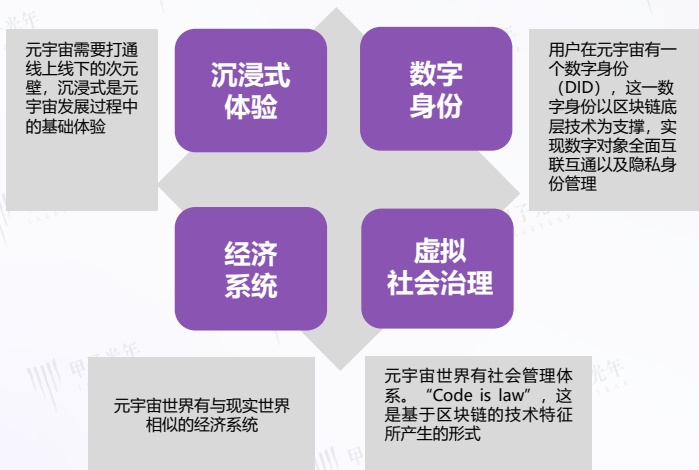 元宇宙需要打通
线上线下的次元
壁，沉浸式是元
宇宙发展过程中
的基础体验
沉浸式
体验
数字
身份
用户在元宇宙有一
个数字身份
（DID），这一数
字身份以区块链底
层技术为支撑，实
现数字对象全面互
联互通以及隐私身
份管理
经济
系统
虚拟
社会治理
元宇宙世界有与现实世界
相似的经济系统
元宇宙世界有社会管理体
系。“Code is law”，这
是基于区块链的技术特征
所产生的形式